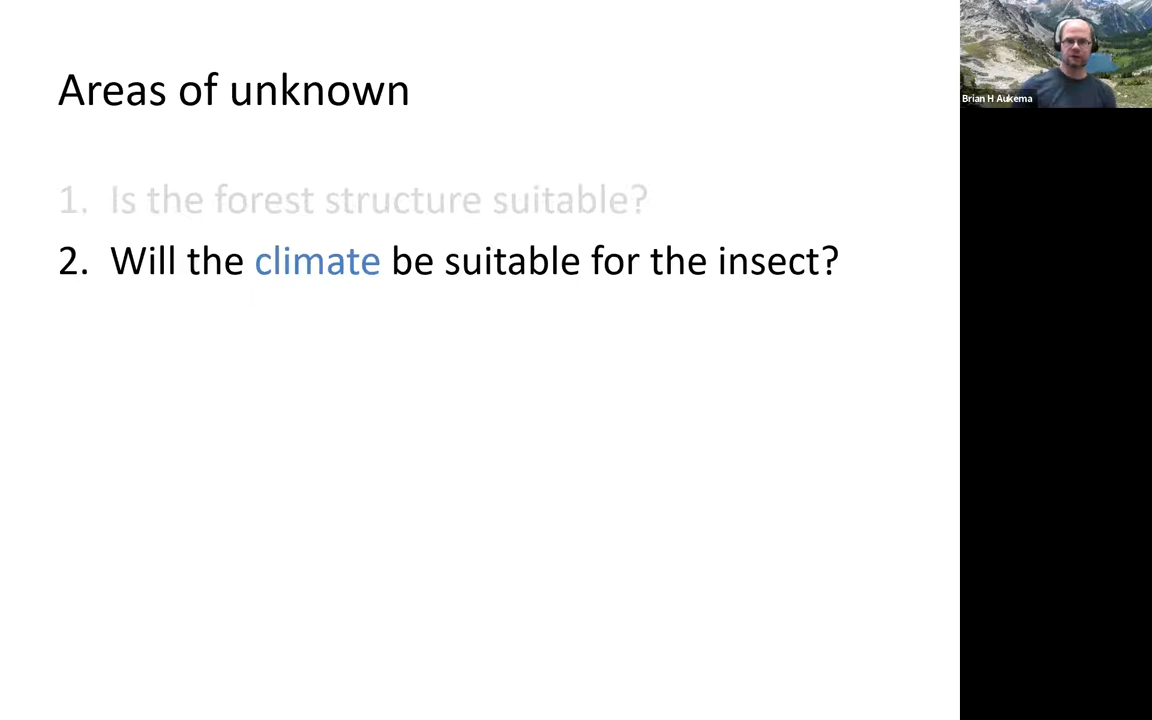 Areas of unknown
1. Is the forest structure suitable?
2. Will the climate be suitable for the insect?
Brian H Aukema